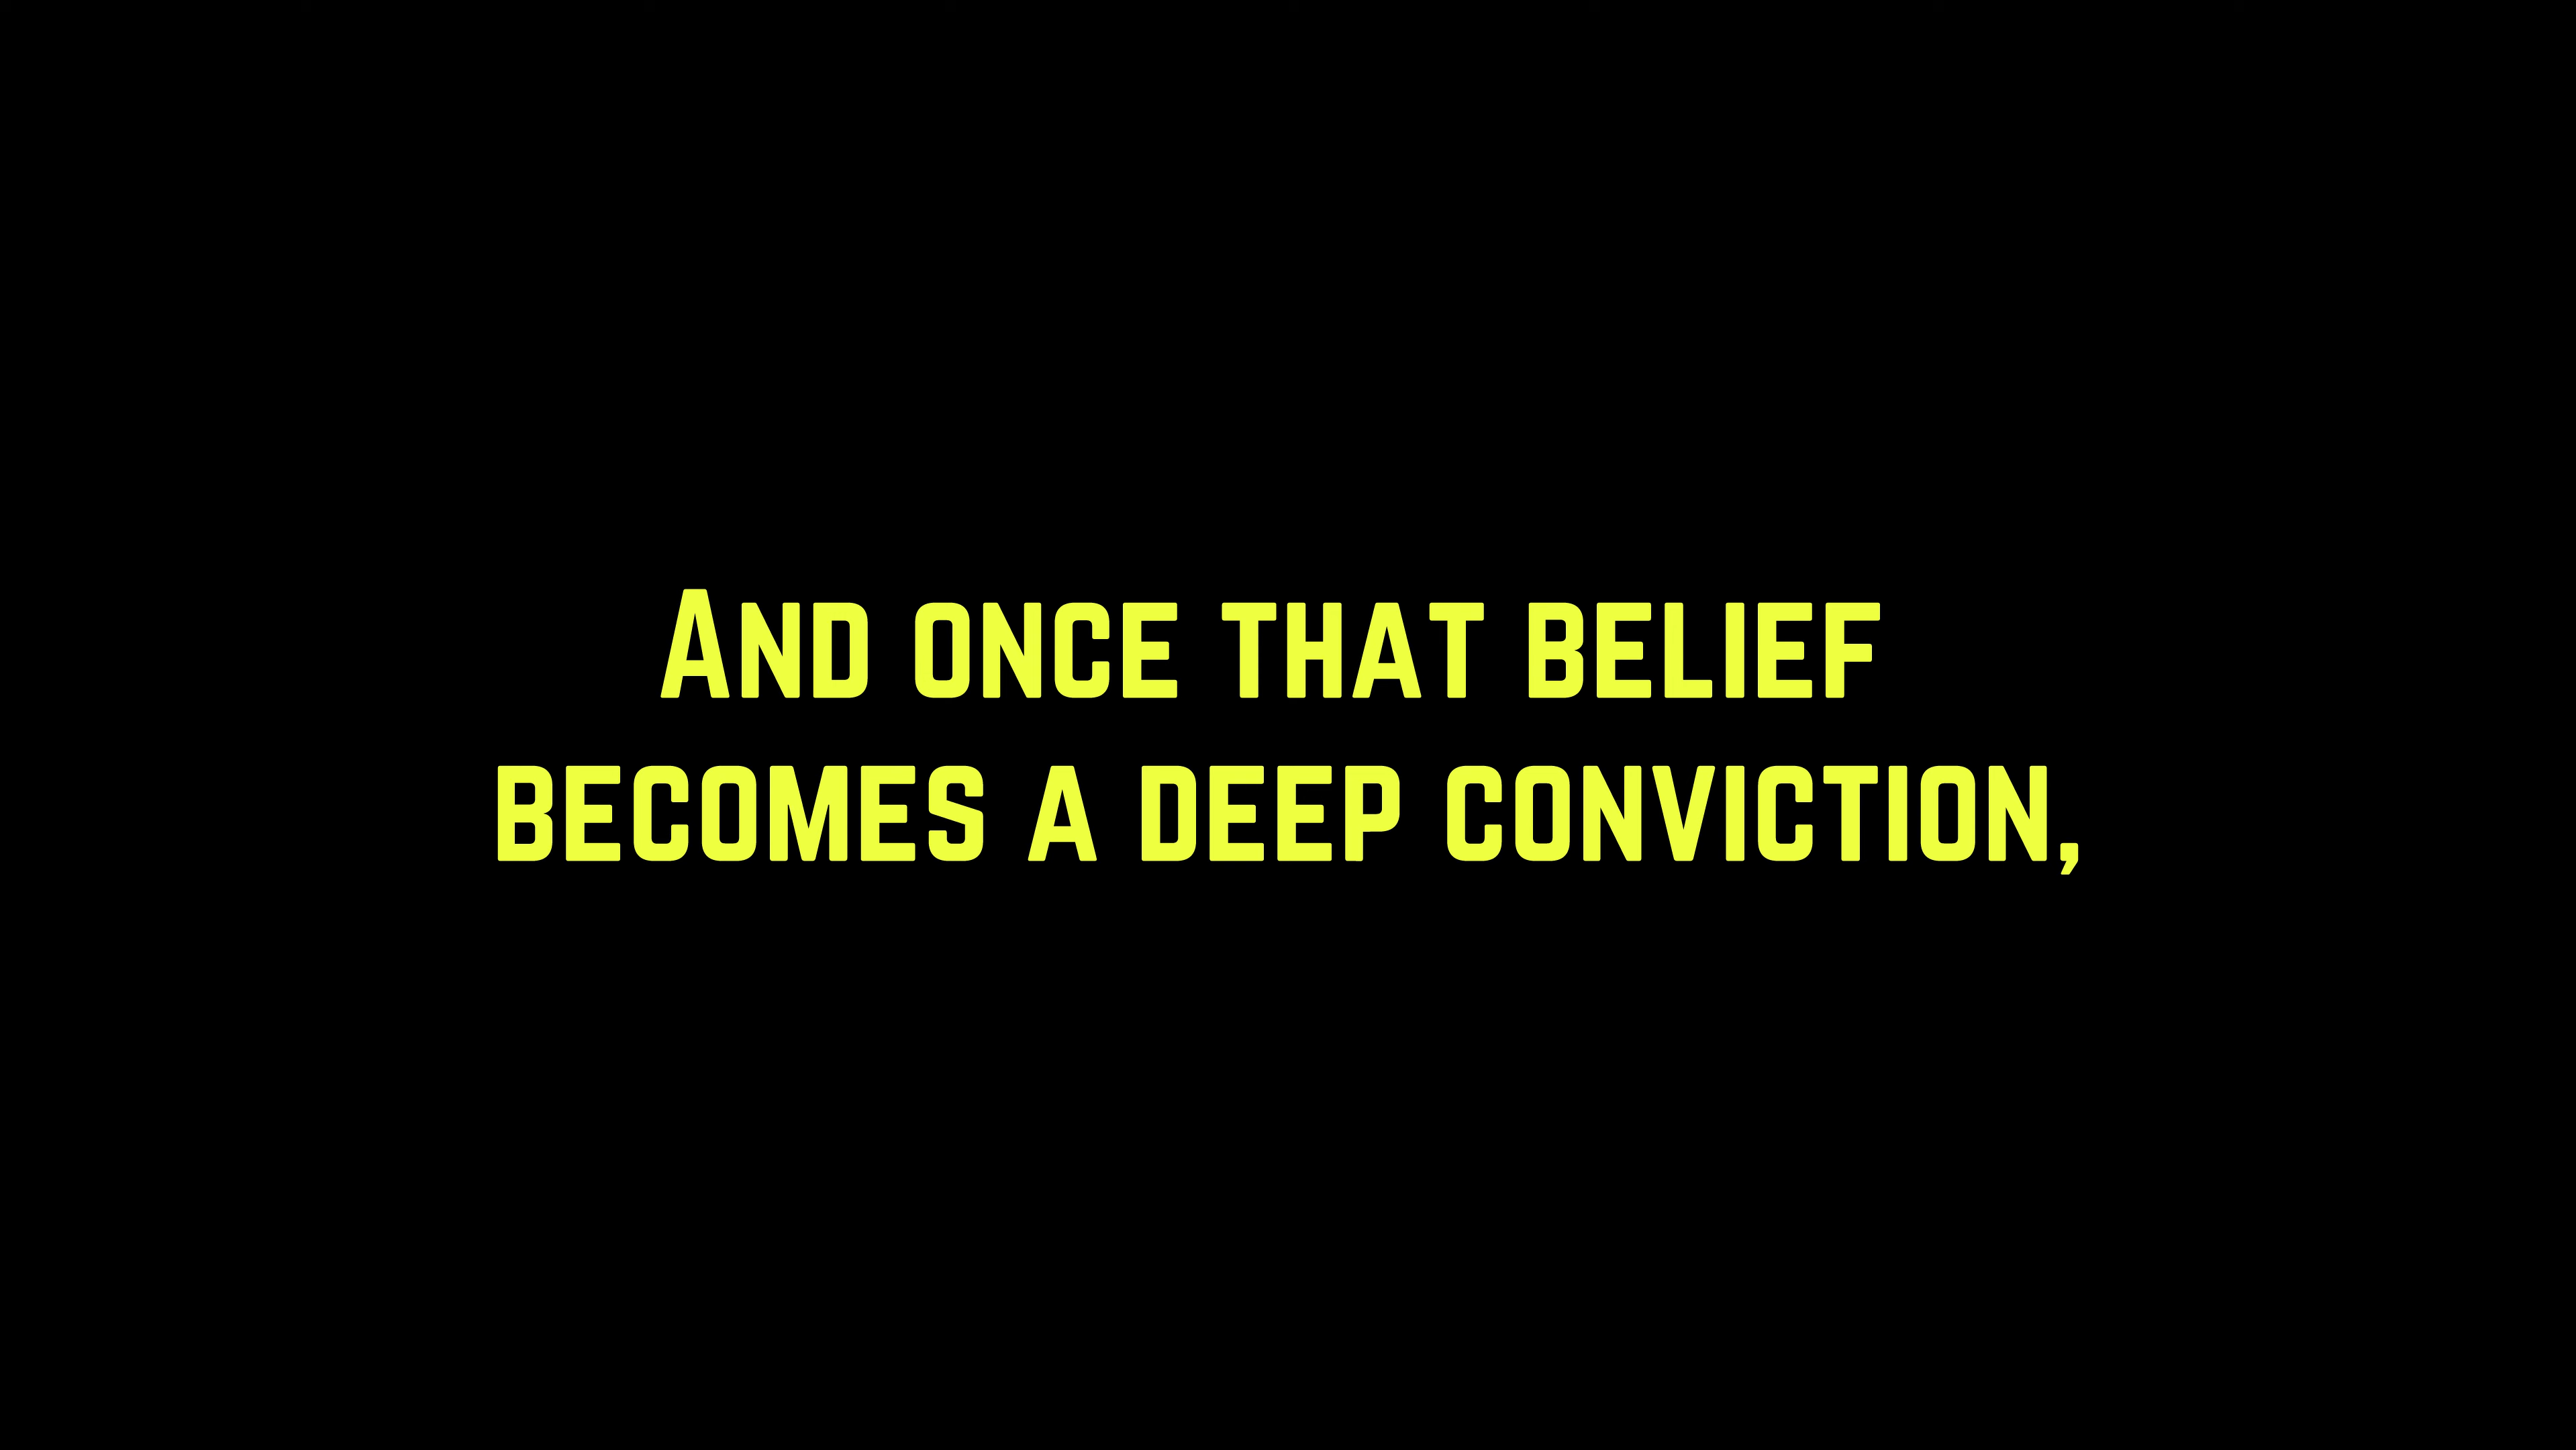 And once that belief
becomes a deep conviction,